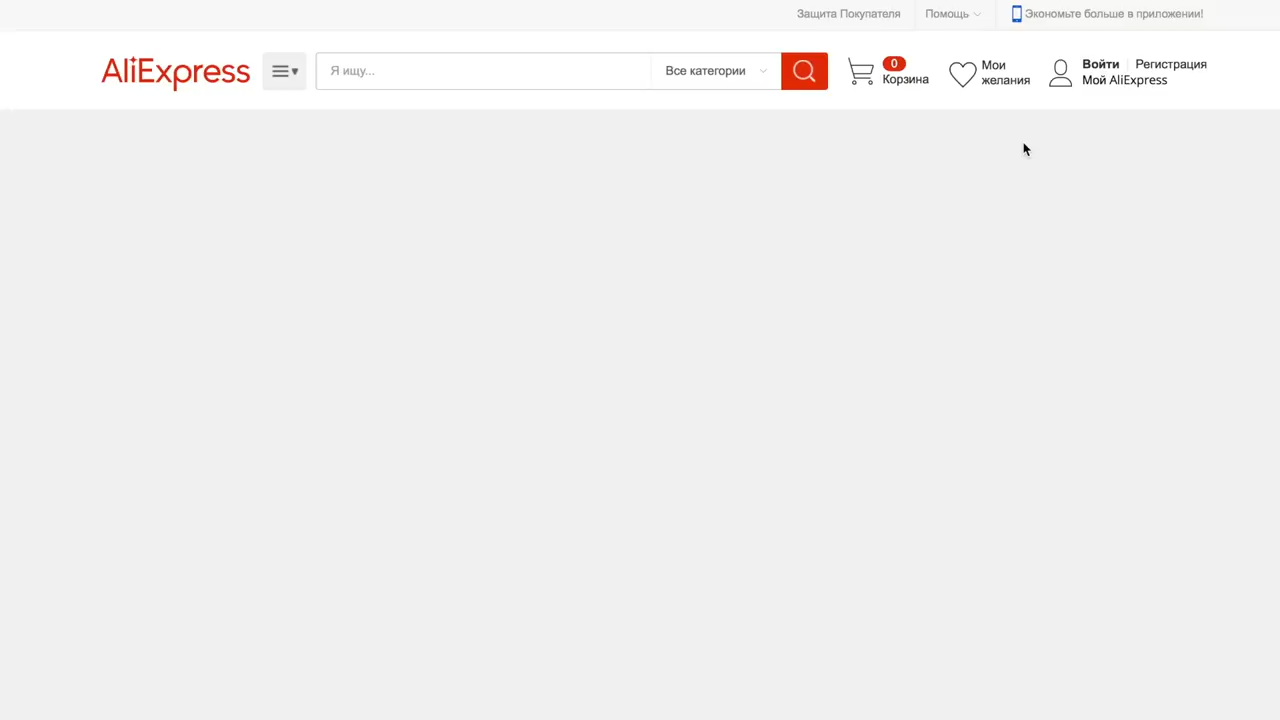 Защита Покупателя
Помощь
Экономьте больше в приложении!
AliExpress
Я ищу...
Все категории
0
Корзина
Мои
желания
Войти
Регистрация
Мой AliExpress